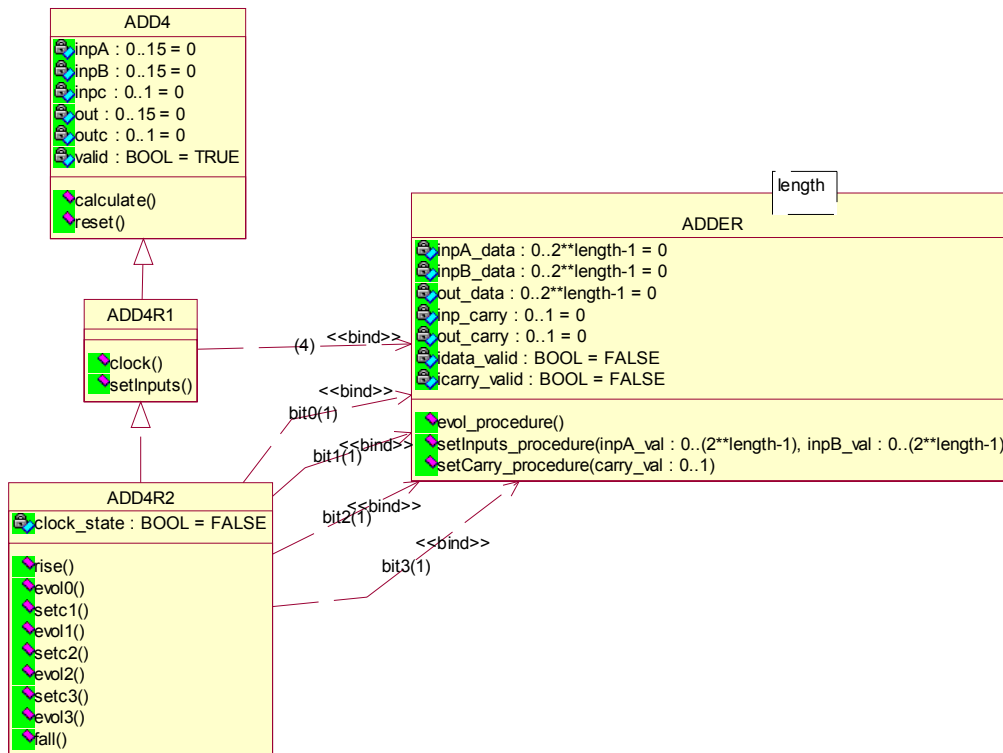 ADD4
inpA : 0..15 = 0
inpB : 0..15 = 0
inpc : 0..1 = 0
out : 0..15 = 0
outc : 0..1 = 0
valid : BOOL = TRUE
calculate()
reset()
length
ADDER
inpA_data : 0..2**length-1 = 0
inpB_data : 0..2**length-1 = 0
out_data : 0..2**length-1 = 0
inp_carry : 0..1 = 0
out_carry : 0..1 = 0
idata_valid : BOOL = FALSE
icarry_valid : BOOL = FALSE
evol_procedure()
setInputs_procedure(inpA_val : 0..(2**length-1), inpB_val : 0..(2**length-1)
setCarry_procedure(carry_val : 0..1)
ADD4R1
clock()
setInputs()
<<bind>>
(4)
<<bind>>
bit0(1)
<<bind>>
bit1(1)
<<bind>>
bit2(1)
<<bind>>
bit3(1)
ADD4R2
clock_state : BOOL = FALSE
rise()
evol0()
setc1()
evol1()
setc2()
evol2()
setc3()
evol3()
fall()